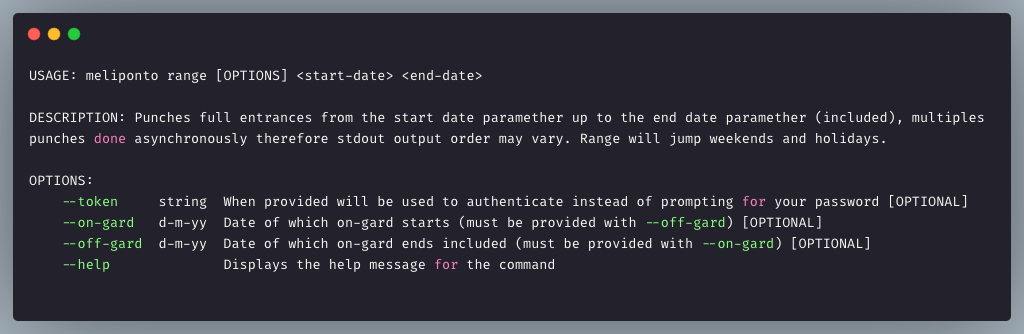 USAGE: meliponto range [OPTIONS] <start-date> <end-date>
DESCRIPTION: Punches full entrances from the start date paramether up to the end date paramether (included), multiples
punches done asynchronously therefore stdout output order may vary. Range will jump weekends and holidays.
OPTIONS:
--token string When provided will be used to authenticate instead of prompting for your password [OPTIONAL]
--on-gard d-m-yy Date of which on-gard starts (must be provided with --off-gard) [OPTIONAL]
--off-gard d-m-yy Date of which on-gard ends included (must be provided with --on-gard) [OPTIONAL]
--help Displays the help message for the command